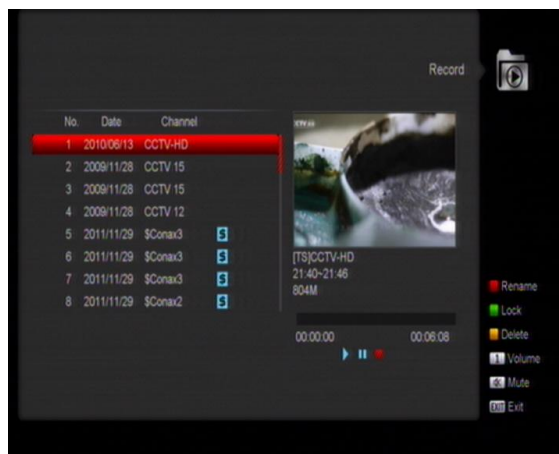 Record
No. Date Channel
1 2010/06/13 CCTV-HD
2 2009/11/28 CCTV 15
3 2009/11/28 CCTV 15
4 2009/11/28 CCTV 12
5 2011/11/29 $Conax3 $
6 2011/11/29 $Conax3 $
7 2011/11/29 $Conax3 $
8 2011/11/29 $Conax2 $
[TS]CCTV-HD
21:40~21:46
804M
00:00:00 00:06:08
Rename
Lock
Delete
1 Volume
Mute
EXIT Exit